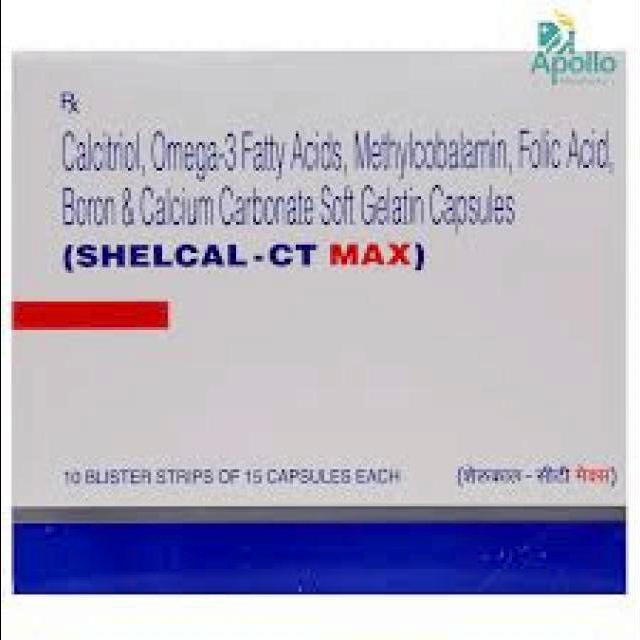 Apollo
Rx
Calcitriol, Omega-3 Fatty Acids, Methylcobalamin, Folic Acid,
Boron & Calcium Carbonate Soft Gelatin Capsules
(SHELCAL-CT MAX)
10 BLISTER STRIPS OF 15 CAPSULES EACH
(शेलकाल - सीटी मैक्स)